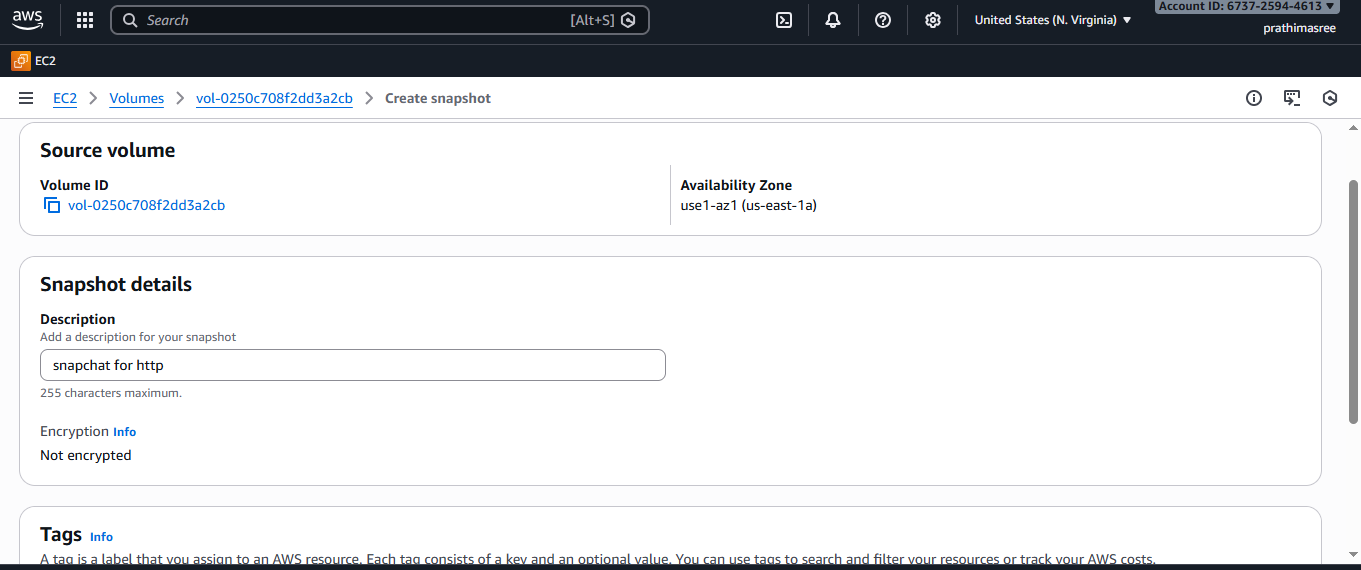 aws
Search [Alt+S]
United States (N. Virginia)
Account ID: 6737-2594-4613
prathimasree
EC2
EC2 Volumes vol-0250c708f2dd3a2cb Create snapshot
Source volume
Volume ID
vol-0250c708f2dd3a2cb
Availability Zone
use1-az1 (us-east-1a)
Snapshot details
Description
Add a description for your snapshot
snapchat for http
255 characters maximum.
Encryption Info
Not encrypted
Tags Info
A tag is a label that you assign to an AWS resource. Each tag consists of a key and an optional value. You can use tags to search and filter your resources or track your AWS costs.